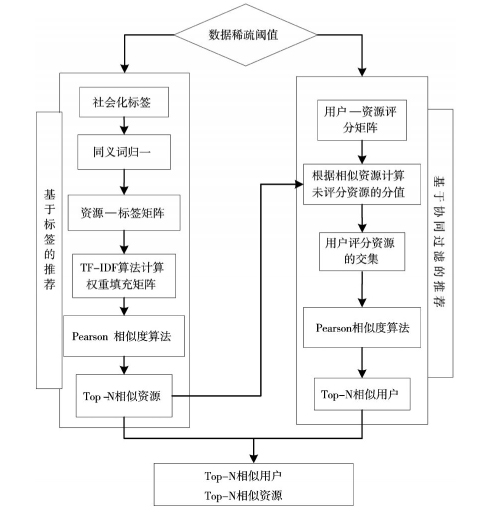 数据稀疏阈值
基于标签的推荐
社会化标签
同义词归一
资源—标签矩阵
TF-IDF算法计算
权重填充矩阵
Pearson 相似度算法
Top-N相似资源
用户—资源评
分矩阵
根据相似资源计算
未评分资源的分值
用户评分资源
的交集
Pearson相似度算法
Top-N相似用户
基于协同过滤的推荐
Top-N相似用户
Top-N相似资源